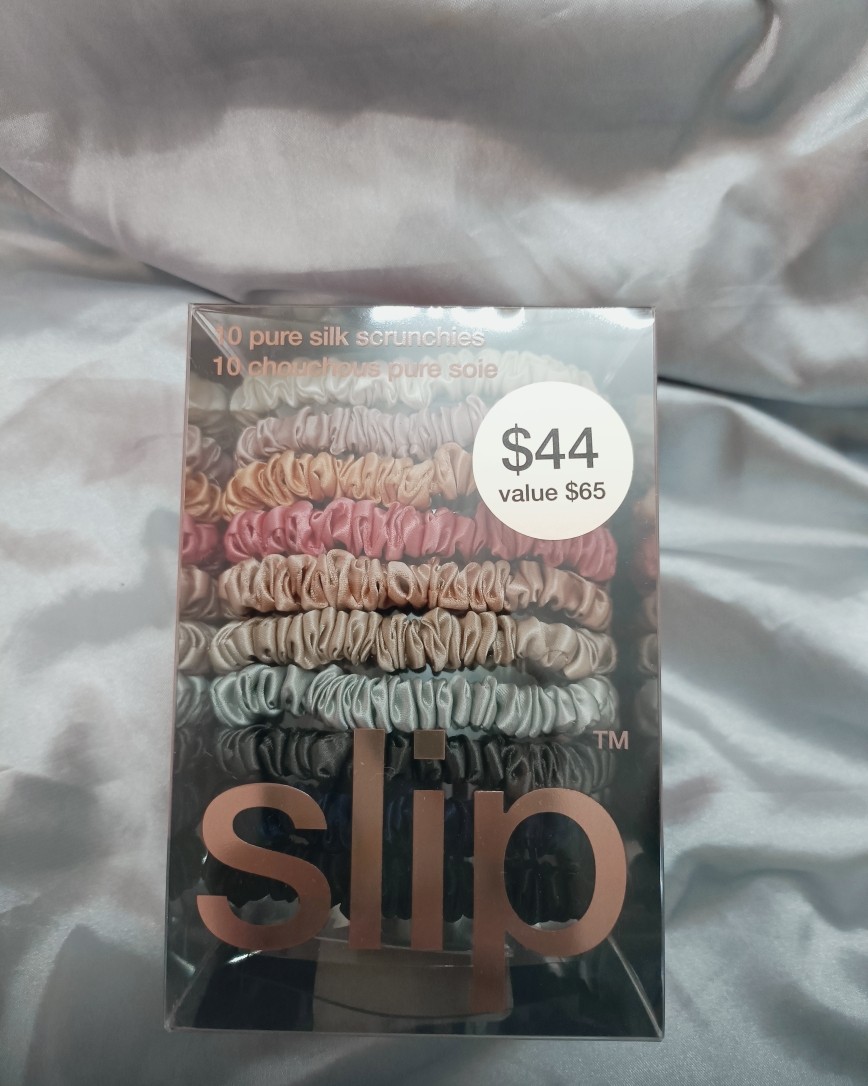 10 pure silk scrunchies
10 chouchous pure soie
$44
value $65
slip™